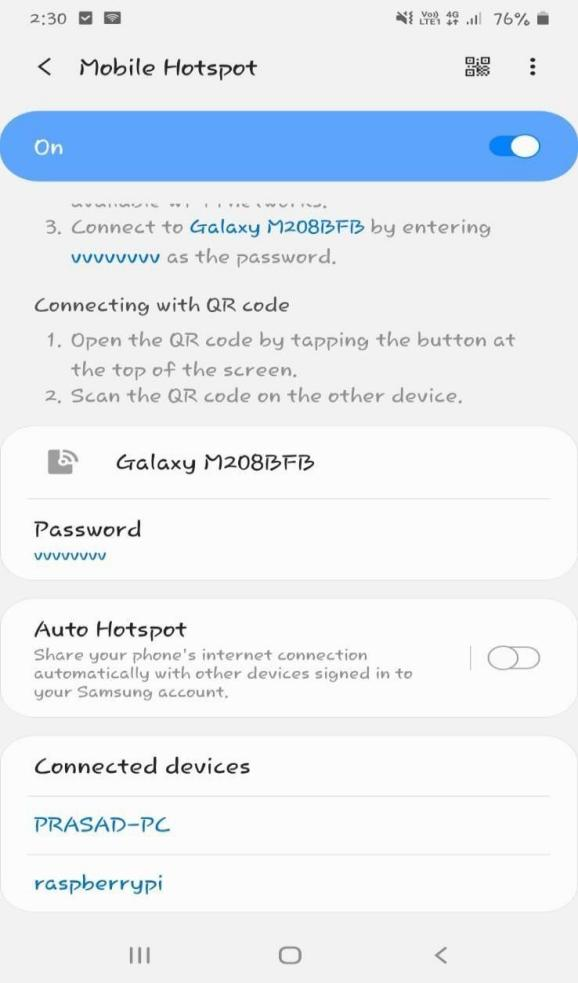 2:30 Vo)) LTE1 4G 76%
Mobile Hotspot
On
3. Connect to Galaxy M208BFB by entering
vvvvvvvv as the password.
Connecting with QR code
1. Open the QR code by tapping the button at
the top of the screen.
2. Scan the QR code on the other device.
Galaxy M208BFB
Password
vvvvvvvv
Auto Hotspot
Share your phone's internet connection
automatically with other devices signed in to
your Samsung account.
Connected devices
PRASAD-PC
raspberrypi